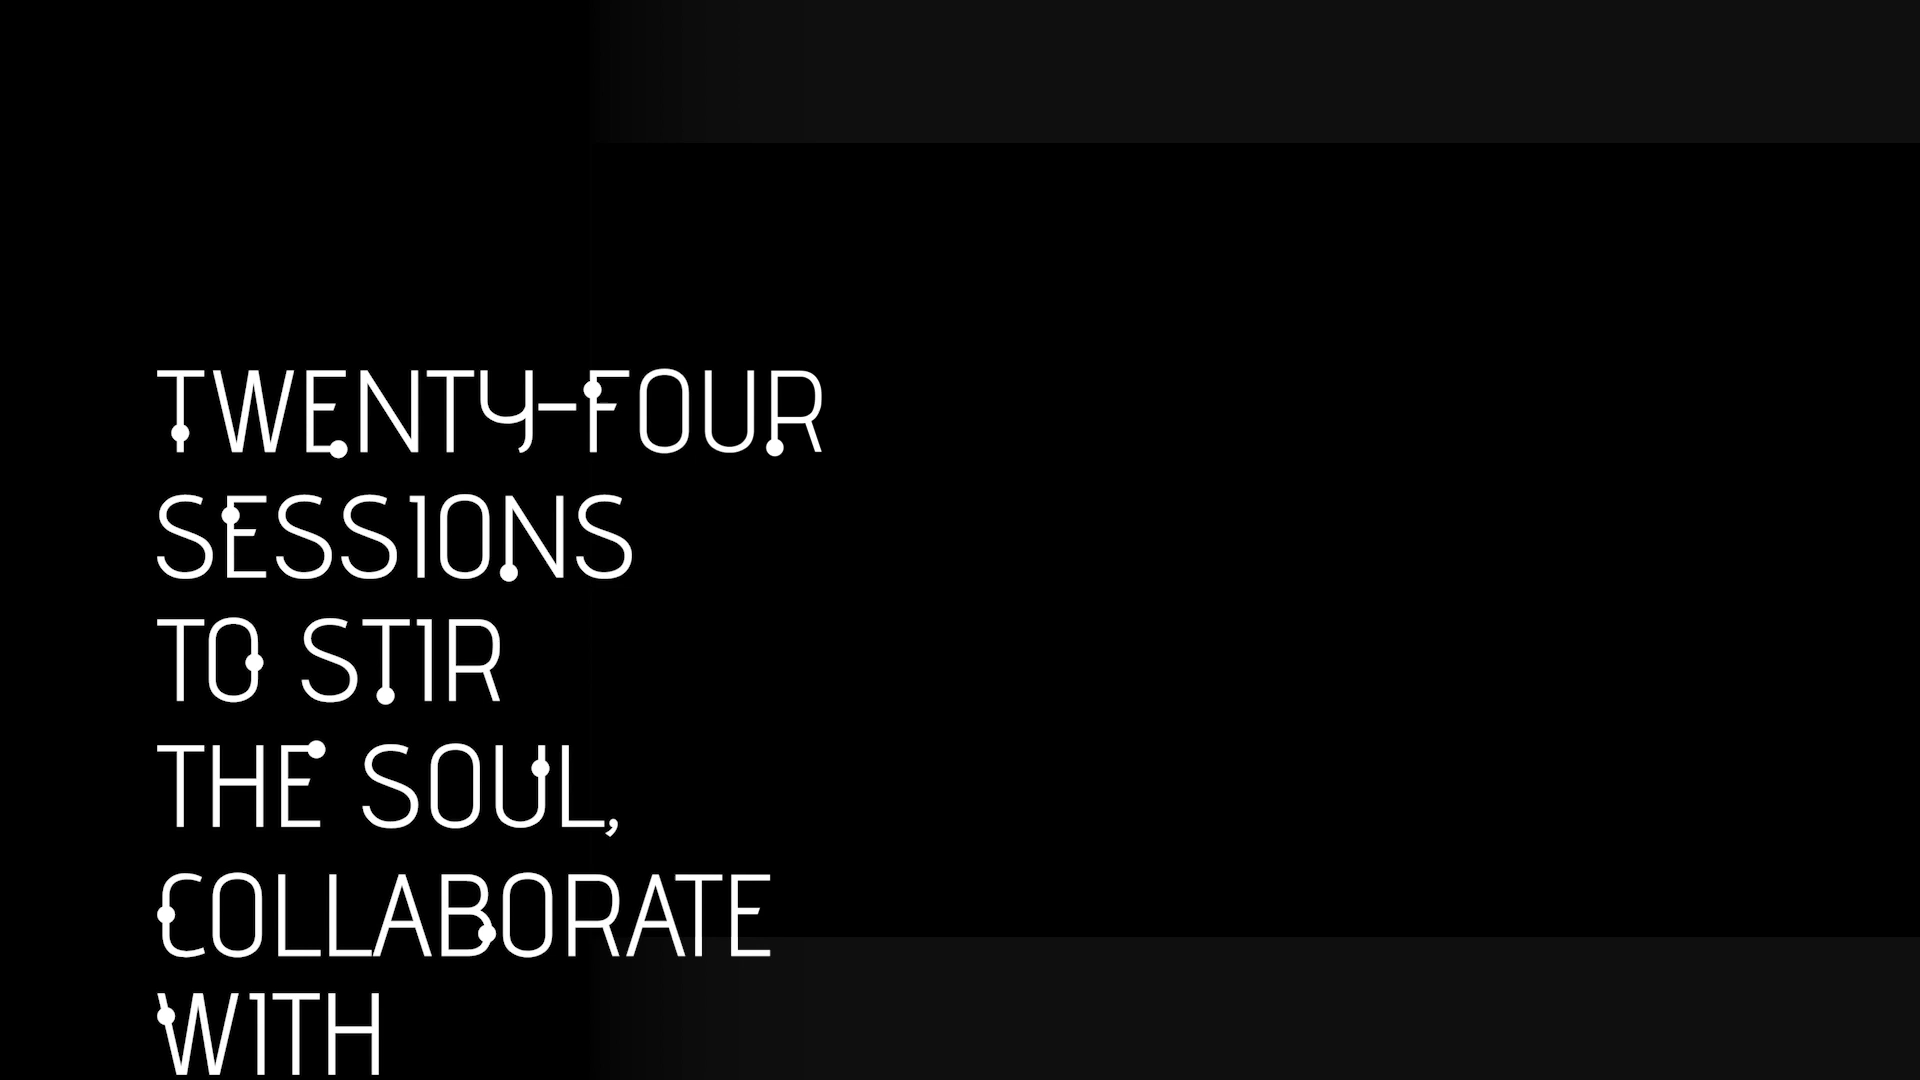 TWENTY-FOUR
SESSIONS
TO STIR
THE SOUL,
COLLABORATE
WITH